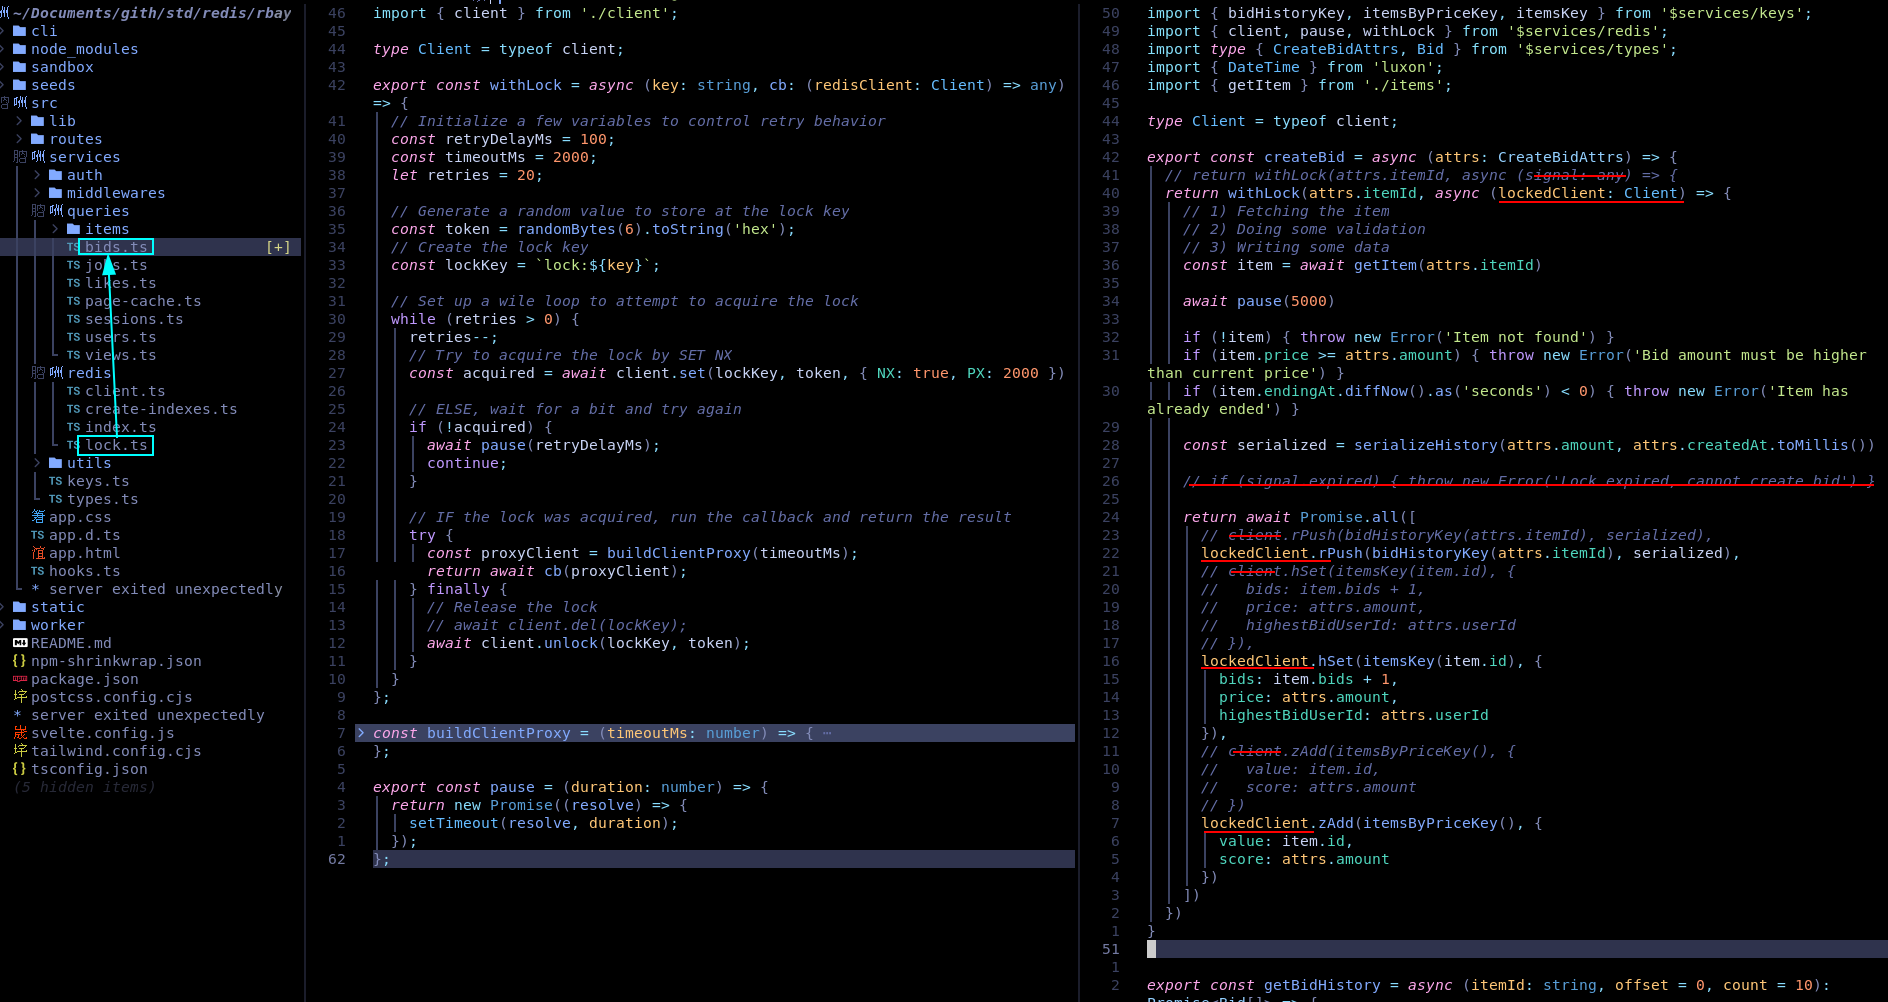 ~/Documents/gith/std/redis/rbay
cli
node_modules
sandbox
seeds
src
lib
routes
services
auth
middlewares
queries
items
TS bids.ts [+]
TS jobs.ts
TS likes.ts
TS page-cache.ts
TS sessions.ts
TS users.ts
TS views.ts
redis
TS client.ts
TS create-indexes.ts
TS index.ts
TS lock.ts
utils
TS keys.ts
TS types.ts
app.css
TS app.d.ts
app.html
TS hooks.ts
* server exited unexpectedly
static
worker
README.md
{} npm-shrinkwrap.json
package.json
postcss.config.cjs
* server exited unexpectedly
svelte.config.js
tailwind.config.cjs
{} tsconfig.json
(5 hidden items)
46 import { client } from './client';
45
44 type Client = typeof client;
43
42 export const withLock = async (key: string, cb: (redisClient: Client) => any)
=> {
41 // Initialize a few variables to control retry behavior
40 const retryDelayMs = 100;
39 const timeoutMs = 2000;
38 let retries = 20;
37
36 // Generate a random value to store at the lock key
35 const token = randomBytes(6).toString('hex');
34 // Create the lock key
33 const lockKey = `lock:${key}`;
32
31 // Set up a wile loop to attempt to acquire the lock
30 while (retries > 0) {
29 retries--;
28 // Try to acquire the lock by SET NX
27 const acquired = await client.set(lockKey, token, { NX: true, PX: 2000 })
26
25 // ELSE, wait for a bit and try again
24 if (!acquired) {
23 await pause(retryDelayMs);
22 continue;
21 }
20
19 // IF the lock was acquired, run the callback and return the result
18 try {
17 const proxyClient = buildClientProxy(timeoutMs);
16 return await cb(proxyClient);
15 } finally {
14 // Release the lock
13 // await client.del(lockKey);
12 await client.unlock(lockKey, token);
11 }
10 }
9 };
8
7 const buildClientProxy = (timeoutMs: number) => { ⋯
6 };
5
4 export const pause = (duration: number) => {
3 return new Promise((resolve) => {
2 setTimeout(resolve, duration);
1 });
62 };
50 import { bidHistoryKey, itemsByPriceKey, itemsKey } from '$services/keys';
49 import { client, pause, withLock } from '$services/redis';
48 import type { CreateBidAttrs, Bid } from '$services/types';
47 import { DateTime } from 'luxon';
46 import { getItem } from './items';
45
44 type Client = typeof client;
43
42 export const createBid = async (attrs: CreateBidAttrs) => {
41 // return withLock(attrs.itemId, async (signal: any) => {
40 return withLock(attrs.itemId, async (lockedClient: Client) => {
39 // 1) Fetching the item
38 // 2) Doing some validation
37 // 3) Writing some data
36 const item = await getItem(attrs.itemId)
35
34 await pause(5000)
33
32 if (!item) { throw new Error('Item not found') }
31 if (item.price >= attrs.amount) { throw new Error('Bid amount must be higher
than current price') }
30 if (item.endingAt.diffNow().as('seconds') < 0) { throw new Error('Item has
already ended') }
29
28 const serialized = serializeHistory(attrs.amount, attrs.createdAt.toMillis())
27
26 // if (signal.expired) { throw new Error('Lock expired, cannot create bid') }
25
24 return await Promise.all([
23 // client.rPush(bidHistoryKey(attrs.itemId), serialized),
22 lockedClient.rPush(bidHistoryKey(attrs.itemId), serialized),
21 // client.hSet(itemsKey(item.id), {
20 // bids: item.bids + 1,
19 // price: attrs.amount,
18 // highestBidUserId: attrs.userId
17 // }),
16 lockedClient.hSet(itemsKey(item.id), {
15 bids: item.bids + 1,
14 price: attrs.amount,
13 highestBidUserId: attrs.userId
12 }),
11 // client.zAdd(itemsByPriceKey(), {
10 // value: item.id,
9 // score: attrs.amount
8 // })
7 lockedClient.zAdd(itemsByPriceKey(), {
6 value: item.id,
5 score: attrs.amount
4 })
3 ])
2 })
1 }
51
1
2 export const getBidHistory = async (itemId: string, offset = 0, count = 10):
Promise<Bid[]> => {